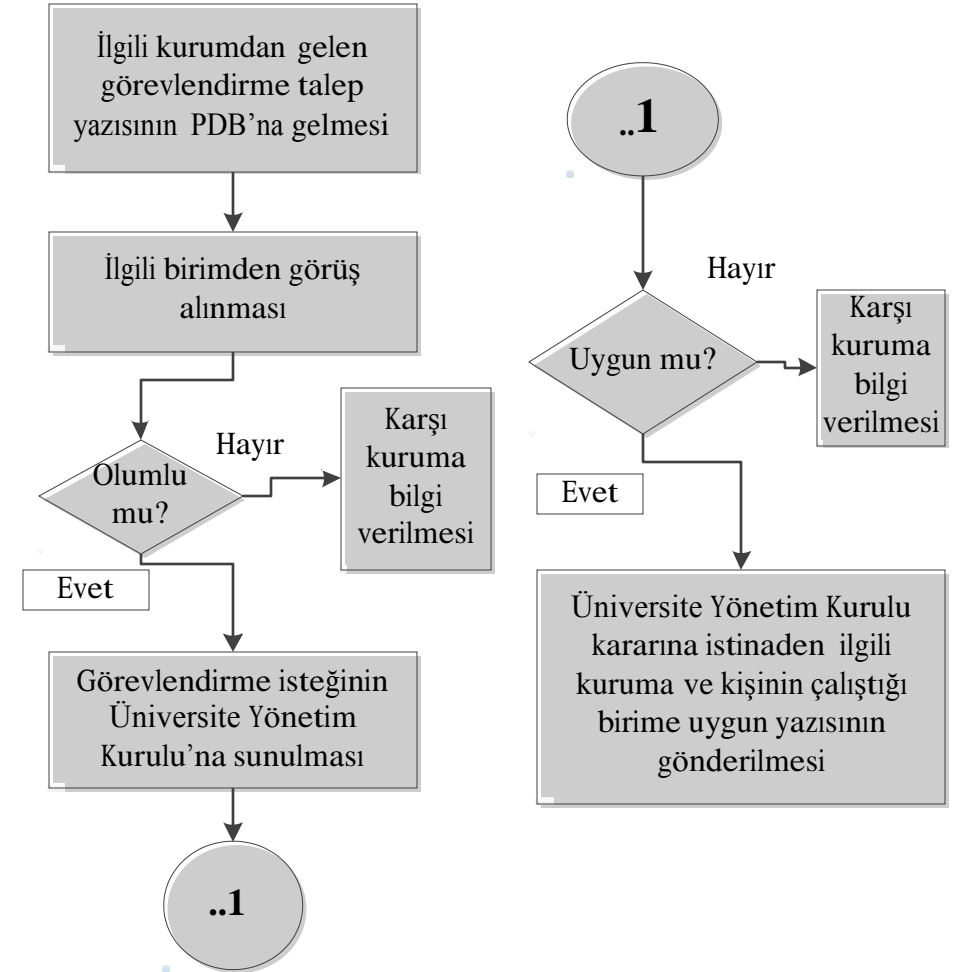 İlgili kurumdan gelen
görevlendirme talep
yazısının PDB’na gelmesi
İlgili birimden görüş
alınması
Olumlu
mu?
Hayır
Karşı
kuruma
bilgi
verilmesi
Evet
Görevlendirme isteğinin
Üniversite Yönetim
Kurulu’na sunulması
..1
..1
Uygun mu?
Hayır
Karşı
kuruma
bilgi
verilmesi
Evet
Üniversite Yönetim Kurulu
kararına istinaden ilgili
kuruma ve kişinin çalıştığı
birime uygun yazısının
gönderilmesi